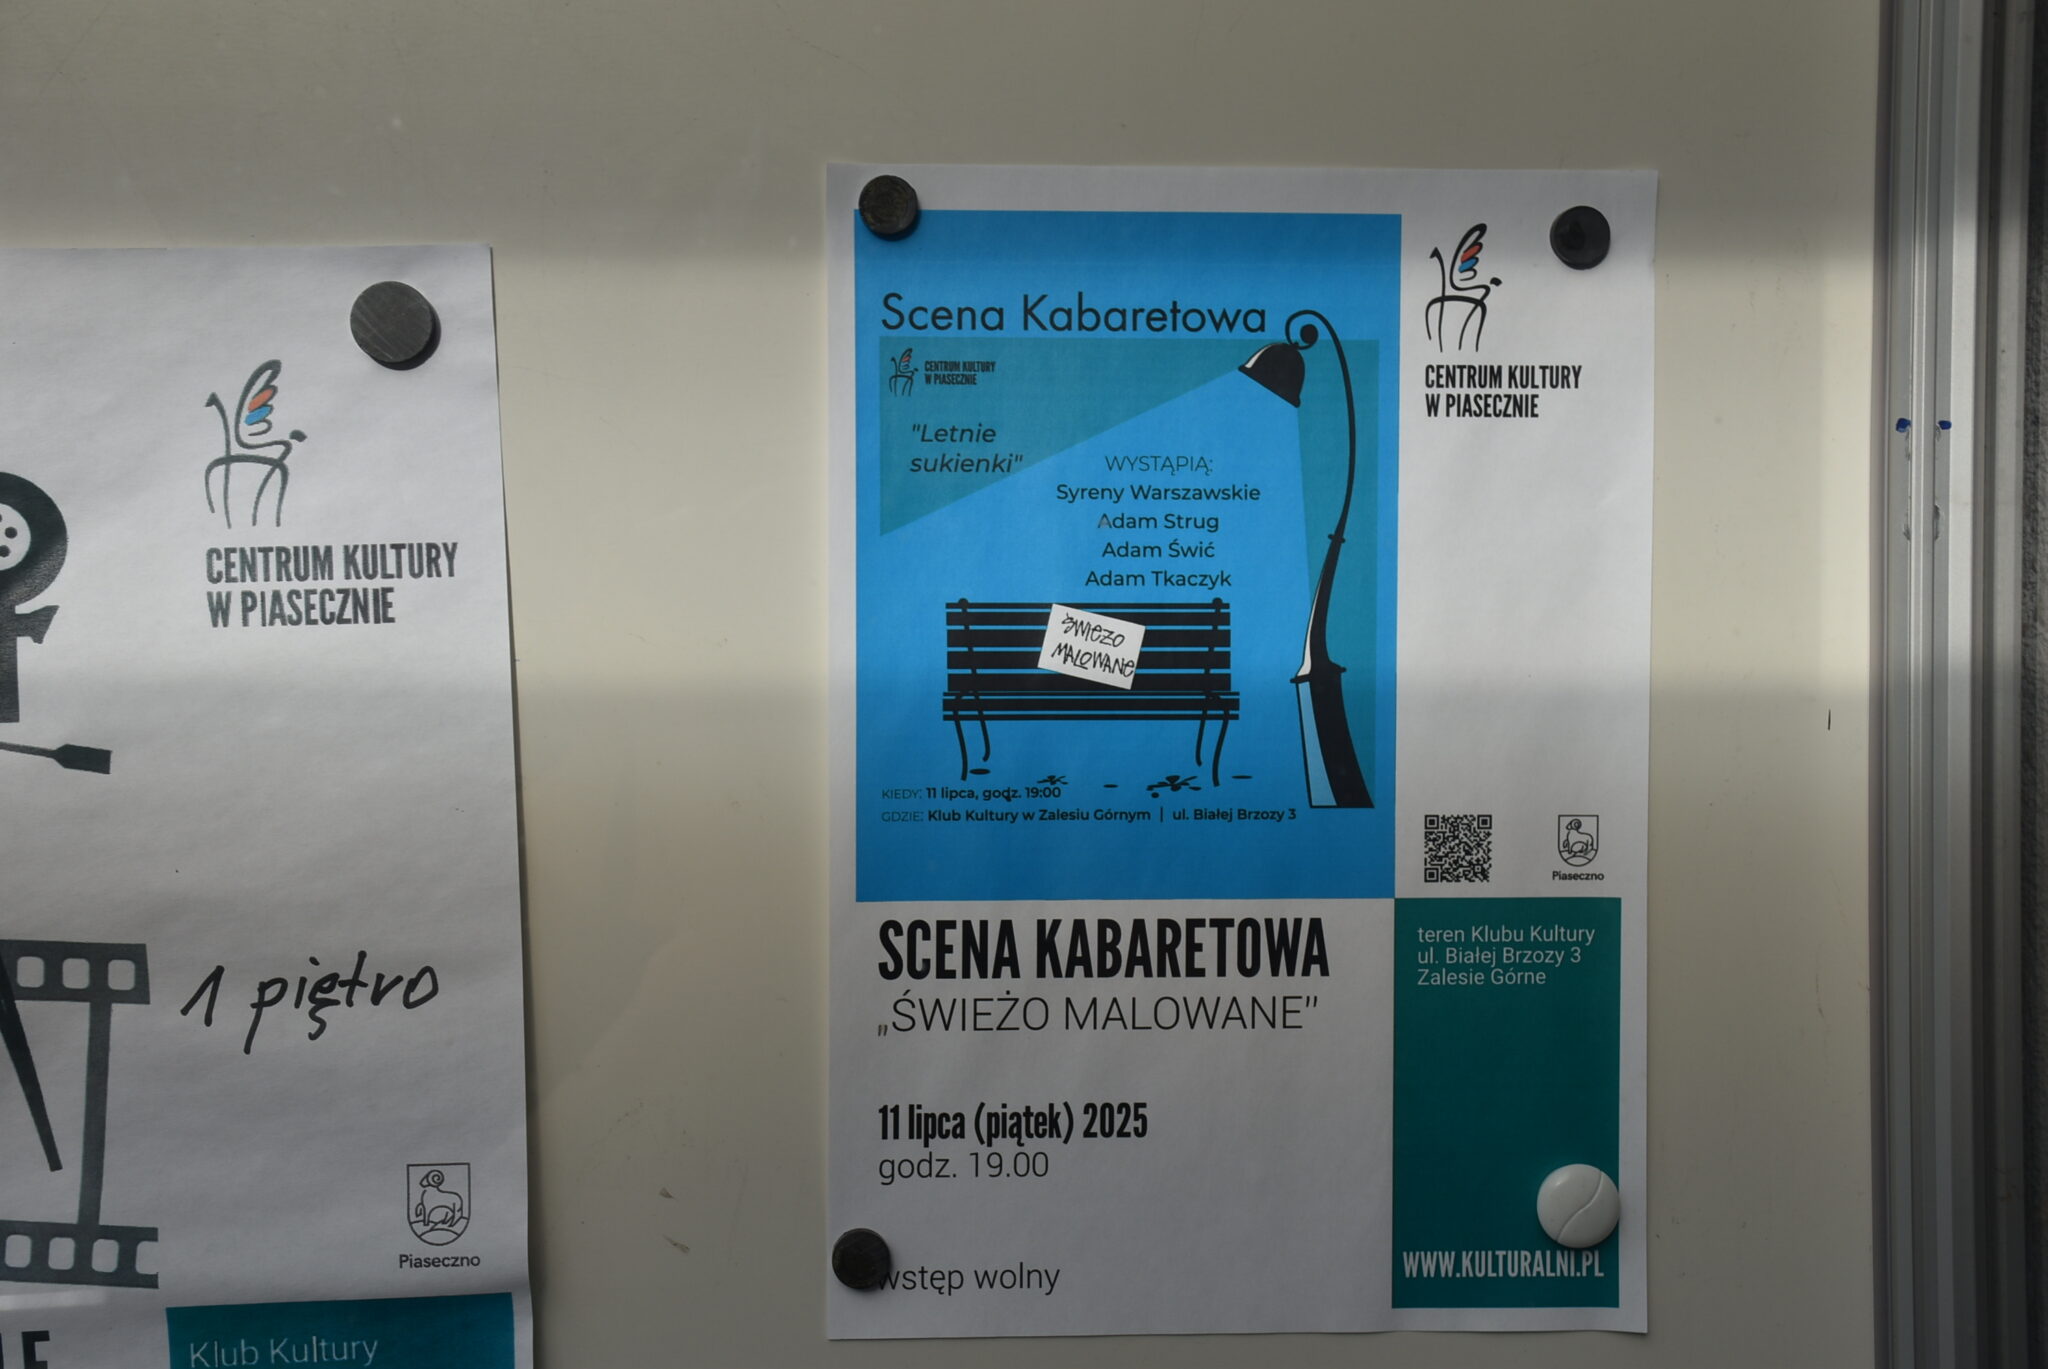 CENTRUM KULTURY
W PIASECZNIE
1 piętro
Piaseczno
Klub Kultury
Scena Kabaretowa
CENTRUM KULTURY
W PIASECZNIE
"Letnie
sukienki"
WYSTĄPIĄ:
Syreny Warszawskie
Adam Strug
Adam Świć
Adam Tkaczyk
ŚWIEŻO
MALOWANE
KIEDY: 11 lipca, godz. 19:00
GDZIE: Klub Kultury w Zalesiu Górnym | ul. Białej Brzozy 3
CENTRUM KULTURY
W PIASECZNIE
Piaseczno
SCENA KABARETOWA
„ŚWIEŻO MALOWANE"
11 lipca (piątek) 2025
godz. 19.00
wstęp wolny
teren Klubu Kultury
ul. Białej Brzozy 3
Zalesie Górne
WWW.KULTURALNI.PL